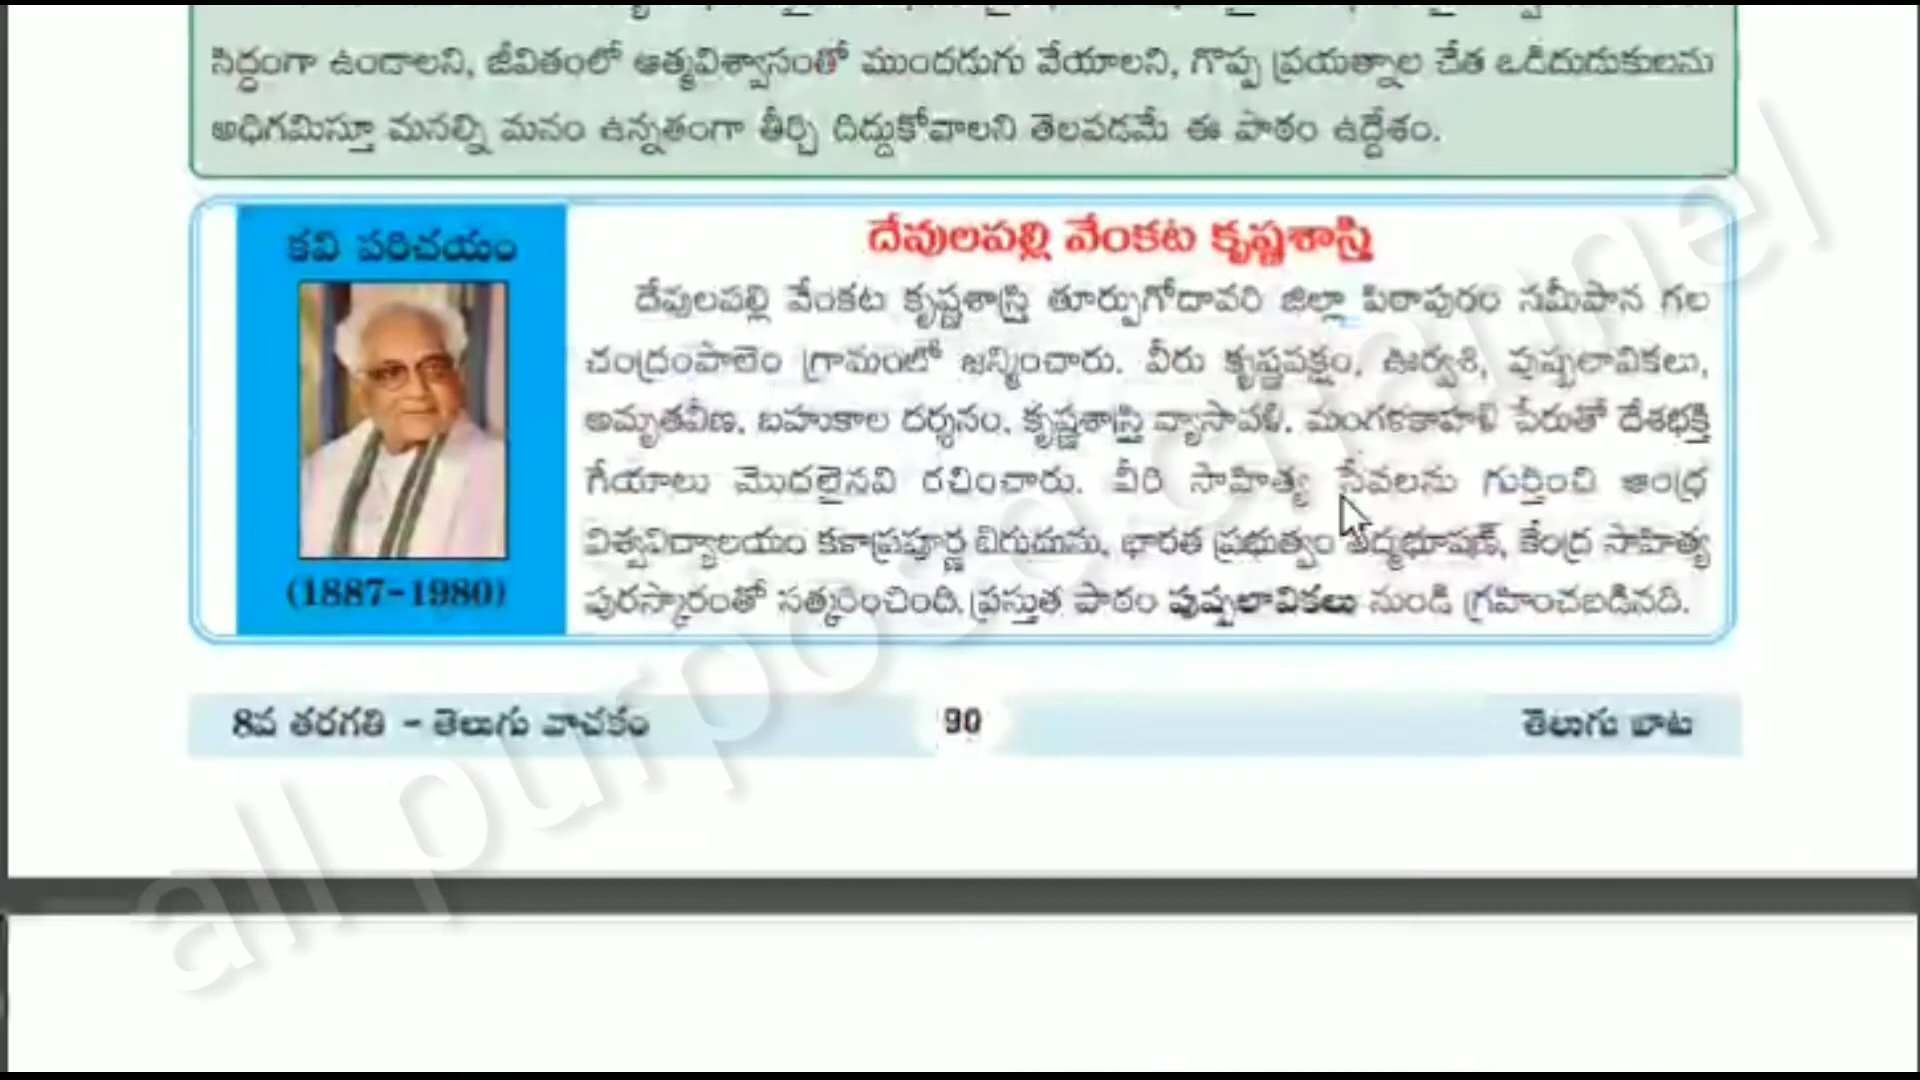 సిద్ధంగా ఉండాలని, జీవితంలో ఆత్మవిశ్వాసంతో ముందడుగు వేయాలని, గొప్ప ప్రయత్నాల చేత ఒడిదుడుకులను
అధిగమిస్తూ మనల్ని మనం ఉన్నతంగా తీర్చి దిద్దుకోవాలని తెలపడమే ఈ పాఠం ఉద్దేశం.
కవి పరిచయం
(1887-1980)
దేవులపల్లి వేంకట కృష్ణశాస్త్రి
దేవులపల్లి వేంకట కృష్ణశాస్త్రి తూర్పుగోదావరి జిల్లా పిఠాపురం సమీపాన గల
చంద్రంపాలెం గ్రామంలో జన్మించారు. వీరు కృష్ణపక్షం, ఊర్వశి, పుష్పలావికలు,
అమృతవీణ, బహుకాల దర్శనం, కృష్ణశాస్త్రి వ్యాసావళి, మంగళకాహళి పేరుతో దేశభక్తి
గేయాలు మొదలైనవి రచించారు. వీరి సాహిత్య సేవలను గుర్తించి ఆంధ్ర
విశ్వవిద్యాలయం కళాప్రపూర్ణ బిరుదును, భారత ప్రభుత్వం పద్మభూషణ్, కేంద్ర సాహిత్య
పురస్కారంతో సత్కరించింది. ప్రస్తుత పాఠం పుష్పలావికలు నుండి గ్రహించబడినది.
8వ తరగతి - తెలుగు వాచకం
90
తెలుగు బాట
all purpose channel